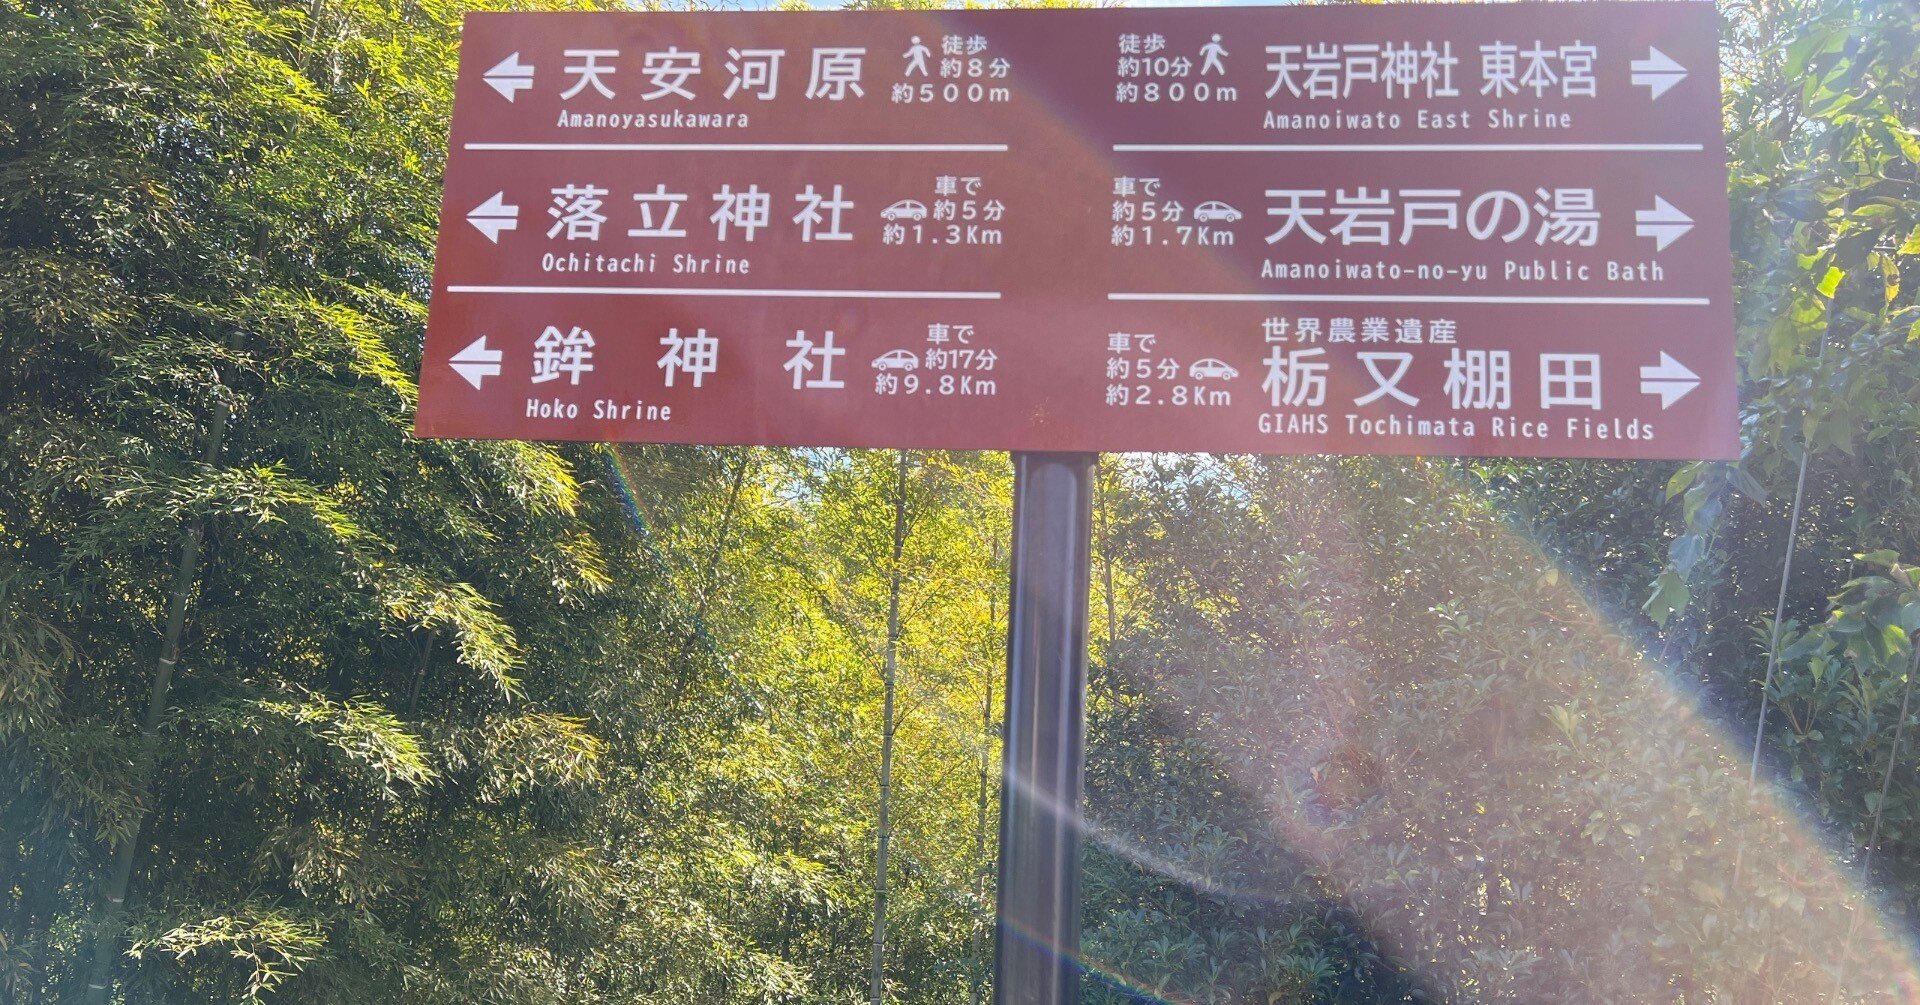 天安河原
徒歩
約8分
約500m
Amanoyasukawara
落立神社
車で
約5分
約1.3Km
Ochitachi Shrine
鉾神社
車で
約17分
約9.8Km
Hoko Shrine
徒歩
約10分
約800m
天岩戸神社 東本宮
Amanoiwato East Shrine
車で
約5分
約1.7Km
天岩戸の湯
Amanoiwato-no-yu Public Bath
車で
約5分
約2.8Km
世界農業遺産
栃又棚田
GIAHS Tochimata Rice Fields